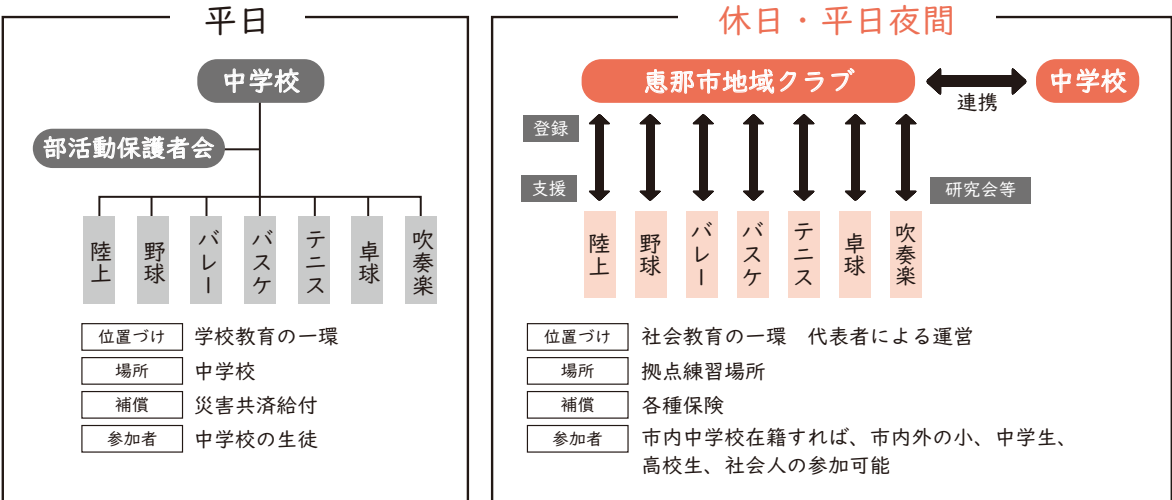 平日
中学校
部活動保護者会
陸上
野球
バレー
バスケ
テニス
卓球
吹奏楽
位置づけ 学校教育の一環
場所 中学校
補償 災害共済給付
参加者 中学校の生徒
休日・平日夜間
恵那市地域クラブ
連携
中学校
登録
支援
研究会等
陸上
野球
バレー
バスケ
テニス
卓球
吹奏楽
位置づけ 社会教育の一環　代表者による運営
場所 拠点練習場所
補償 各種保険
参加者 市内中学校在籍すれば、市内外の小、中学生、
高校生、社会人の参加可能